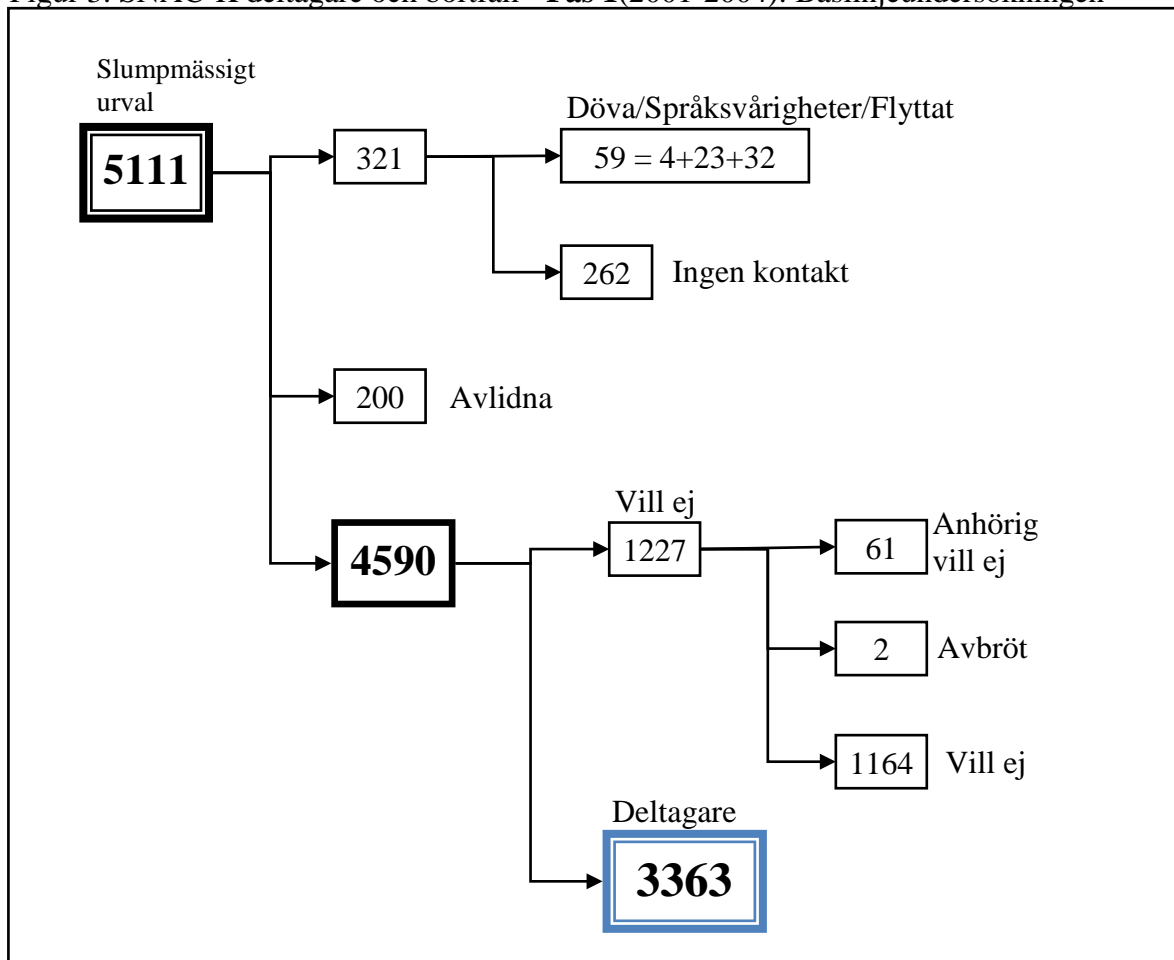 Slumpmässigt
urval
5111
321
Döva/Språksvårigheter/Flyttat
59 = 4+23+32
262 Ingen kontakt
200 Avlidna
4590
Vill ej
1227
61 Anhörig
vill ej
2 Avbröt
1164 Vill ej
Deltagare
3363